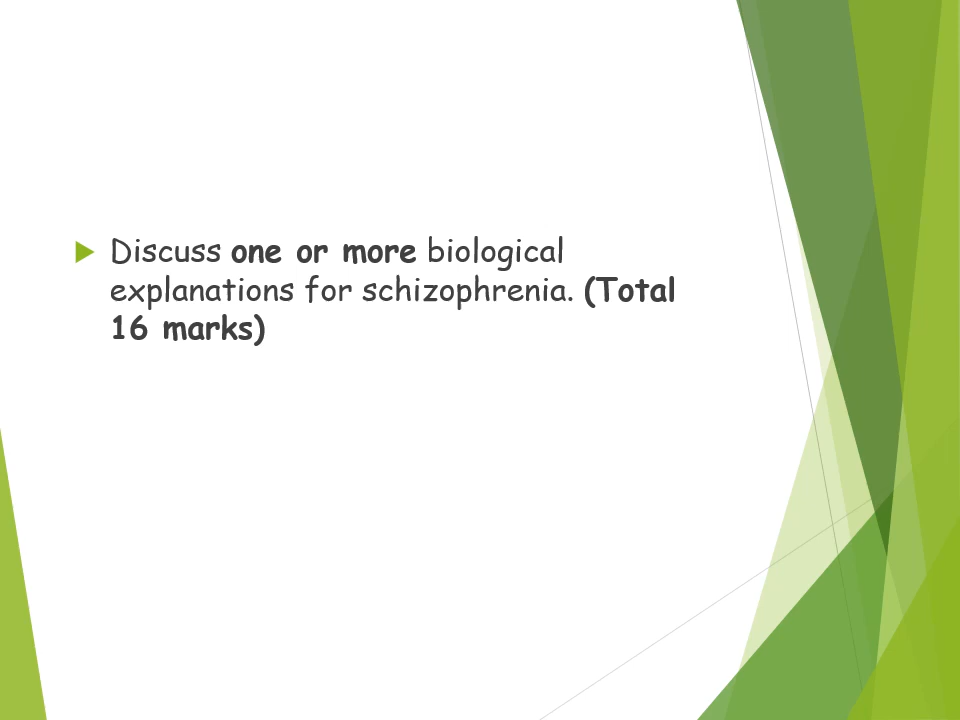 Discuss one or more biological
explanations for schizophrenia. (Total
16 marks)